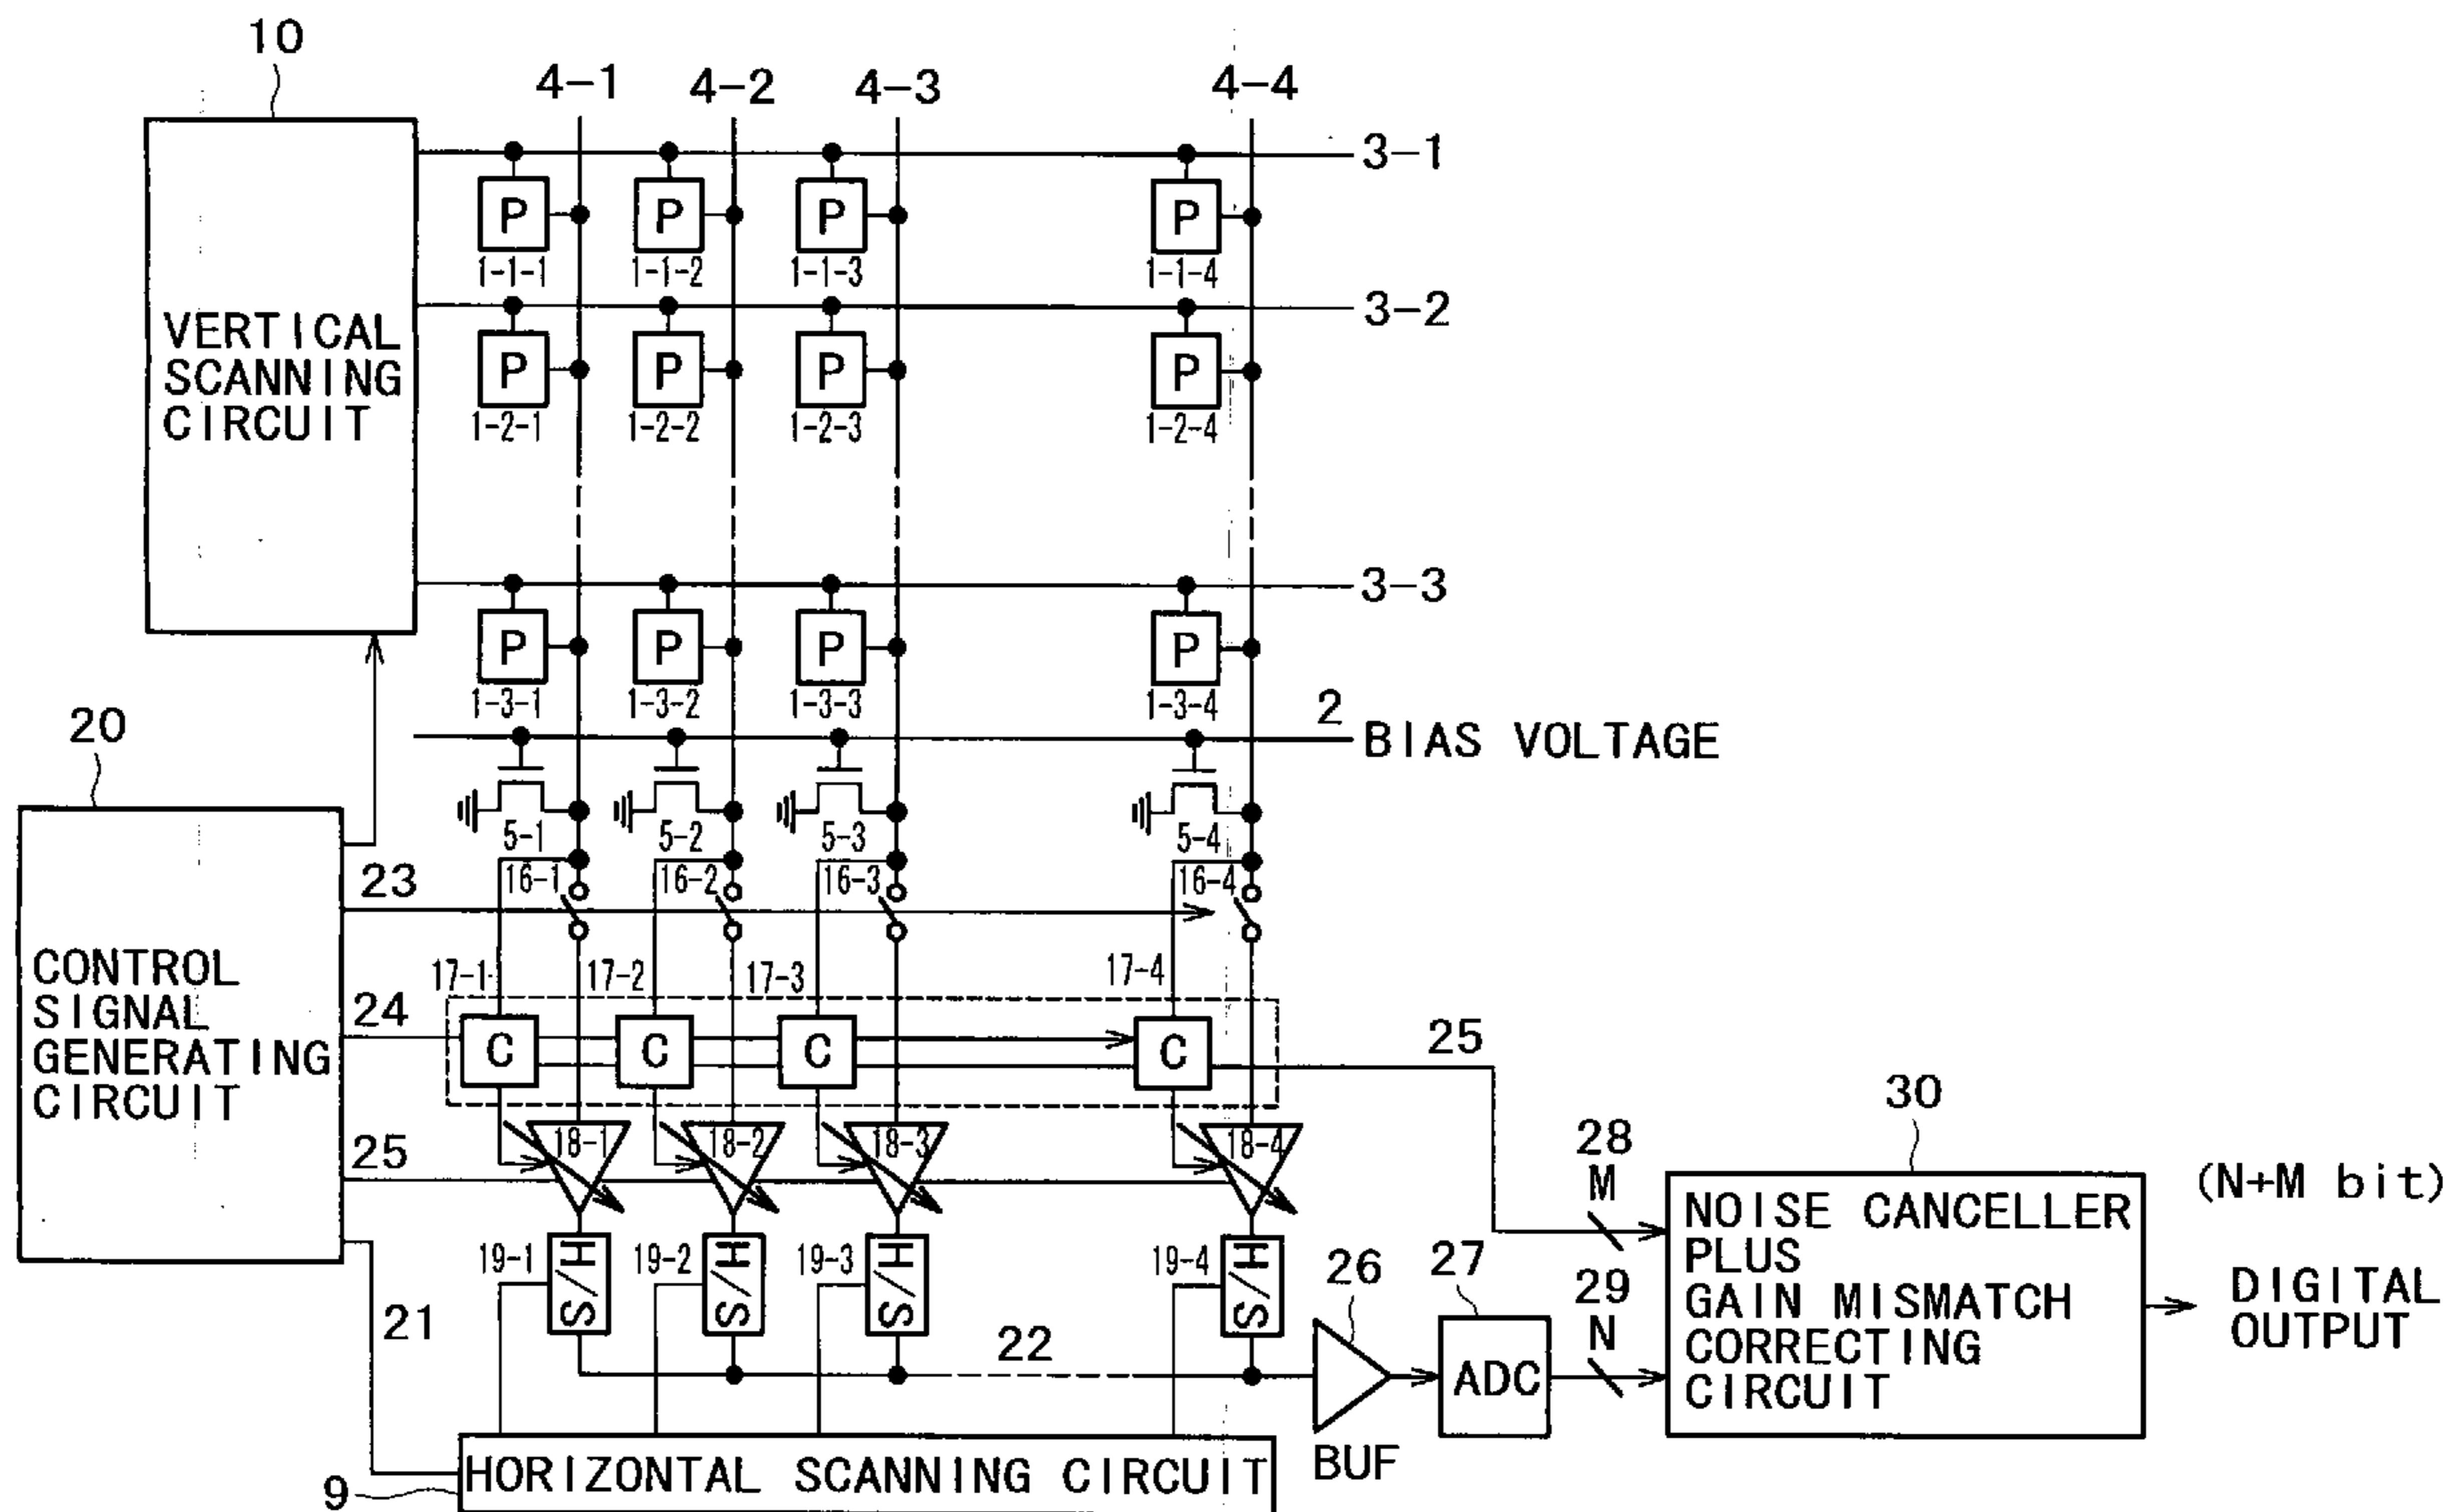 10
4-1
4-2
4-3
4-4
3-1
P
P
P
P
1-1-1
1-1-2
1-1-3
1-1-4
3-2
VERTICAL
SCANNING
CIRCUIT
P
P
P
P
1-2-1
1-2-2
1-2-3
1-2-4
3-3
P
P
P
P
1-3-1
1-3-2
1-3-3
1-3-4
2
BIAS VOLTAGE
20
5-1
5-2
5-3
5-4
23
16-1
16-2
16-3
16-4
CONTROL
SIGNAL
GENERATING
CIRCUIT
17-1
17-2
17-3
17-4
24
C
C
C
C
25
25
18-1
18-2
18-3
18-4
28
M
30
NOISE CANCELLER
PLUS
GAIN MISMATCH
CORRECTING
CIRCUIT
(N+M bit)
DIGITAL
OUTPUT
19-1
19-2
19-3
19-4
S/H
S/H
S/H
S/H
26
27
29
N
21
22
ADC
BUF
HORIZONTAL SCANNING CIRCUIT
9